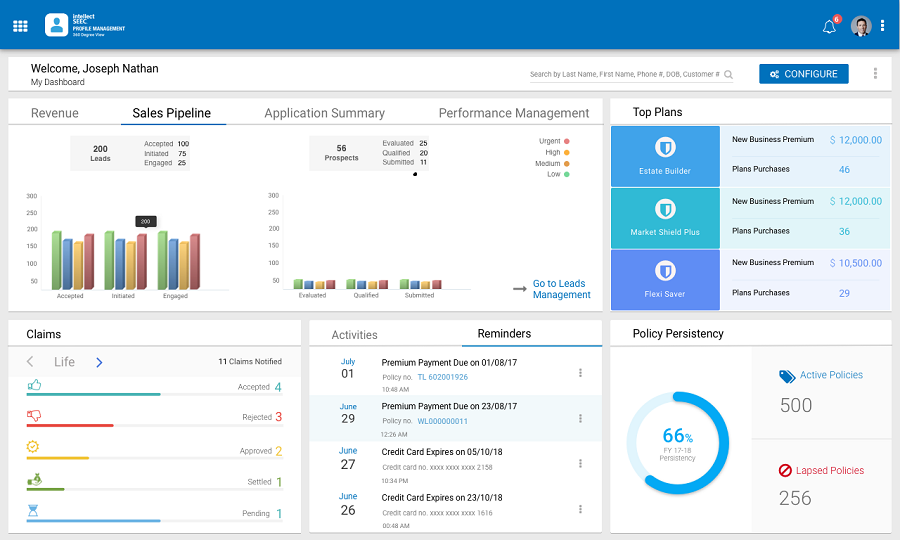 intellect
SEEC
PROFILE MANAGEMENT
360 Degree View
6
Welcome, Joseph Nathan
My Dashboard
Search by Last Name, First Name, Phone #, DOB, Customer #
CONFIGURE
Revenue
Sales Pipeline
Application Summary
Performance Management
200
Leads
Accepted 100
Initiated 75
Engaged 25
56
Prospects
Evaluated 25
Qualified 20
Submitted 11
Urgent
High
Medium
Low
300
250
200
150
100
50
200
Accepted
Initiated
Engaged
300
250
200
150
100
50
Evaluated
Qualified
Submitted
Go to Leads
Management
Top Plans
Estate Builder
New Business Premium $ 12,000.00
Plans Purchases 46
Market Shield Plus
New Business Premium $ 12,000.00
Plans Purchases 36
Flexi Saver
New Business Premium $ 10,500.00
Plans Purchases 29
Claims
Life
11 Claims Notified
Accepted 4
Rejected 3
Approved 2
Settled 1
Pending 1
Activities
Reminders
July
01
Premium Payment Due on 01/08/17
Policy no. TL 602001926
10:48 AM
June
29
Premium Payment Due on 23/08/17
Policy no. WL000000011
12:26 AM
June
27
Credit Card Expires on 05/10/18
Credit card no. xxxx xxxx xxxx 2158
10:34 PM
June
26
Credit Card Expires on 23/10/18
Credit card no. xxxx xxxx xxxx 1616
00:48 AM
Policy Persistency
66%
FY 17-18
Persistency
Active Policies
500
Lapsed Policies
256